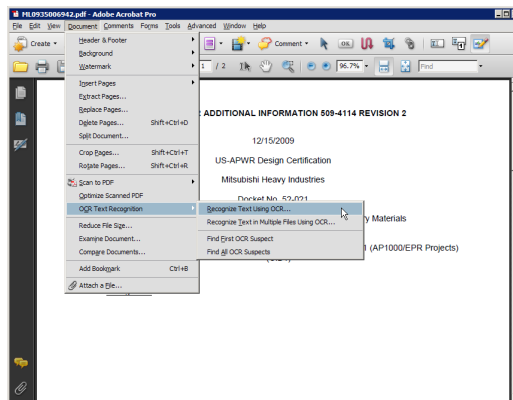 ML0935006942.pdf - Adobe Acrobat Pro
File Edit View Document Comments Forms Tools Advanced Window Help
Create Comment OK
1 / 2 96.7% Find
Header & Footer
Background
Watermark
Insert Pages
Extract Pages...
Replace Pages...
Delete Pages... Shift+Ctrl+D
Split Document...
Crop Pages... Shift+Ctrl+T
Rotate Pages... Shift+Ctrl+R
Scan to PDF
Optimize Scanned PDF
OCR Text Recognition
Reduce File Size...
Examine Document...
Compare Documents...
Add Bookmark Ctrl+B
Attach a File...
Recognize Text Using OCR...
Recognize Text in Multiple Files Using OCR...
Find First OCR Suspect
Find All OCR Suspects
ADDITIONAL INFORMATION 509-4114 REVISION 2
12/15/2009
US-APWR Design Certification
Mitsubishi Heavy Industries
Docket No. 52-021
y Materials
1 (AP1000/EPR Projects)